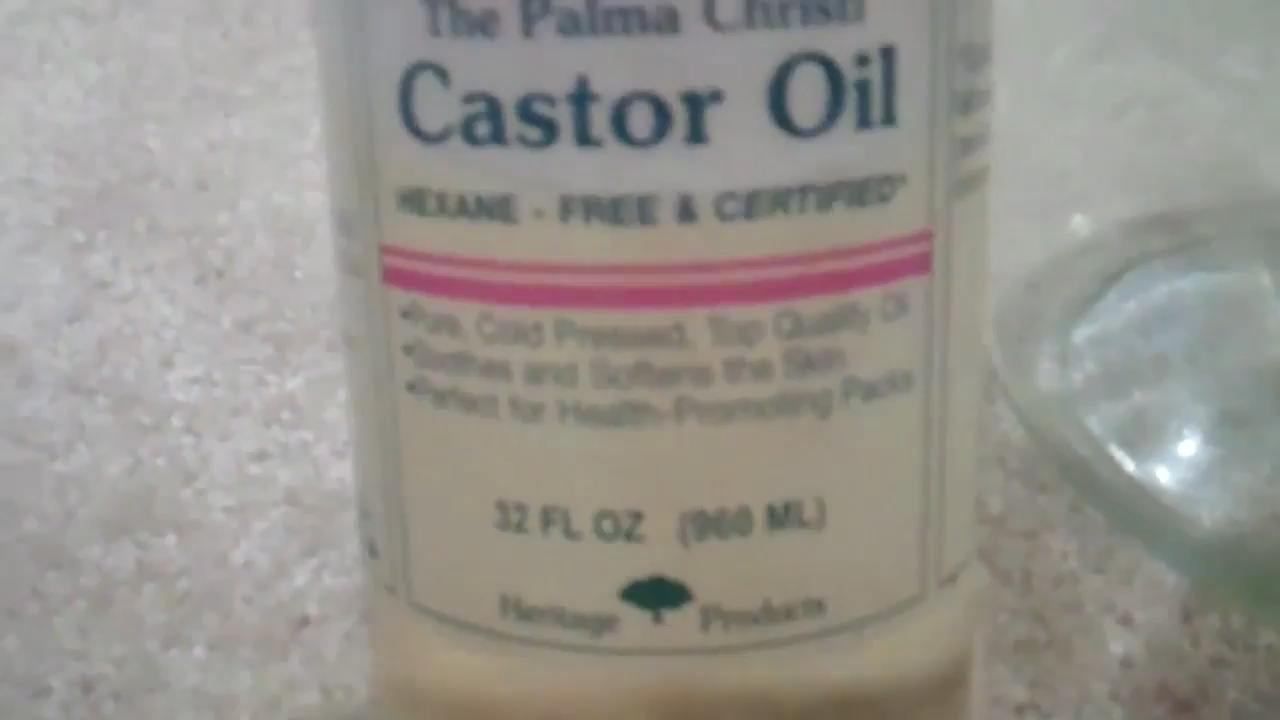 The Palma Christi
Castor Oil
HEXANE - FREE & CERTIFIED*
•Pure, Cold Pressed, Top Quality Oil
•Soothes and Softens the Skin
•Perfect for Health-Promoting Packs
32 FL OZ (960 ML)
Heritage Products